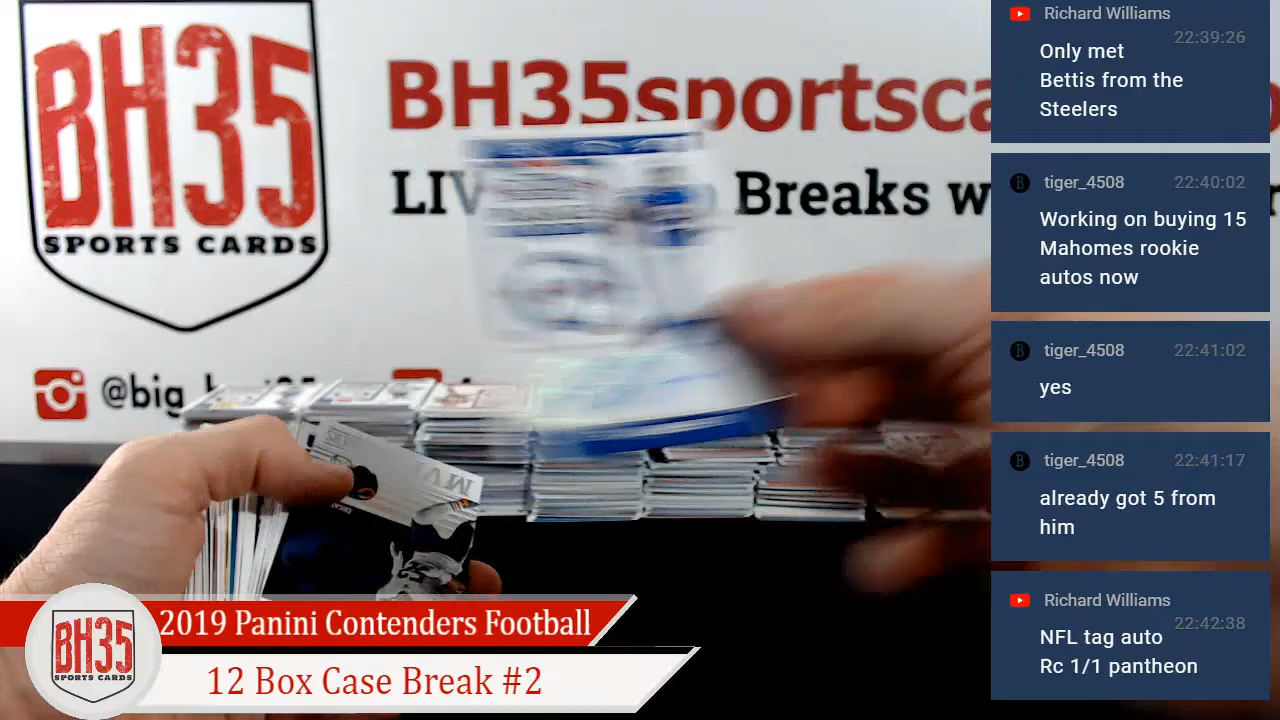 BH35
SPORTS CARDS
BH35sportsca
LIV Breaks w
@big_
Richard Williams
22:39:26
Only met
Bettis from the
Steelers
tiger_4508 22:40:02
Working on buying 15
Mahomes rookie
autos now
tiger_4508 22:41:02
yes
tiger_4508 22:41:17
already got 5 from
him
Richard Williams
22:42:38
NFL tag auto
Rc 1/1 pantheon
MV
25
BH35
SPORTS CARDS
2019 Panini Contenders Football
12 Box Case Break #2